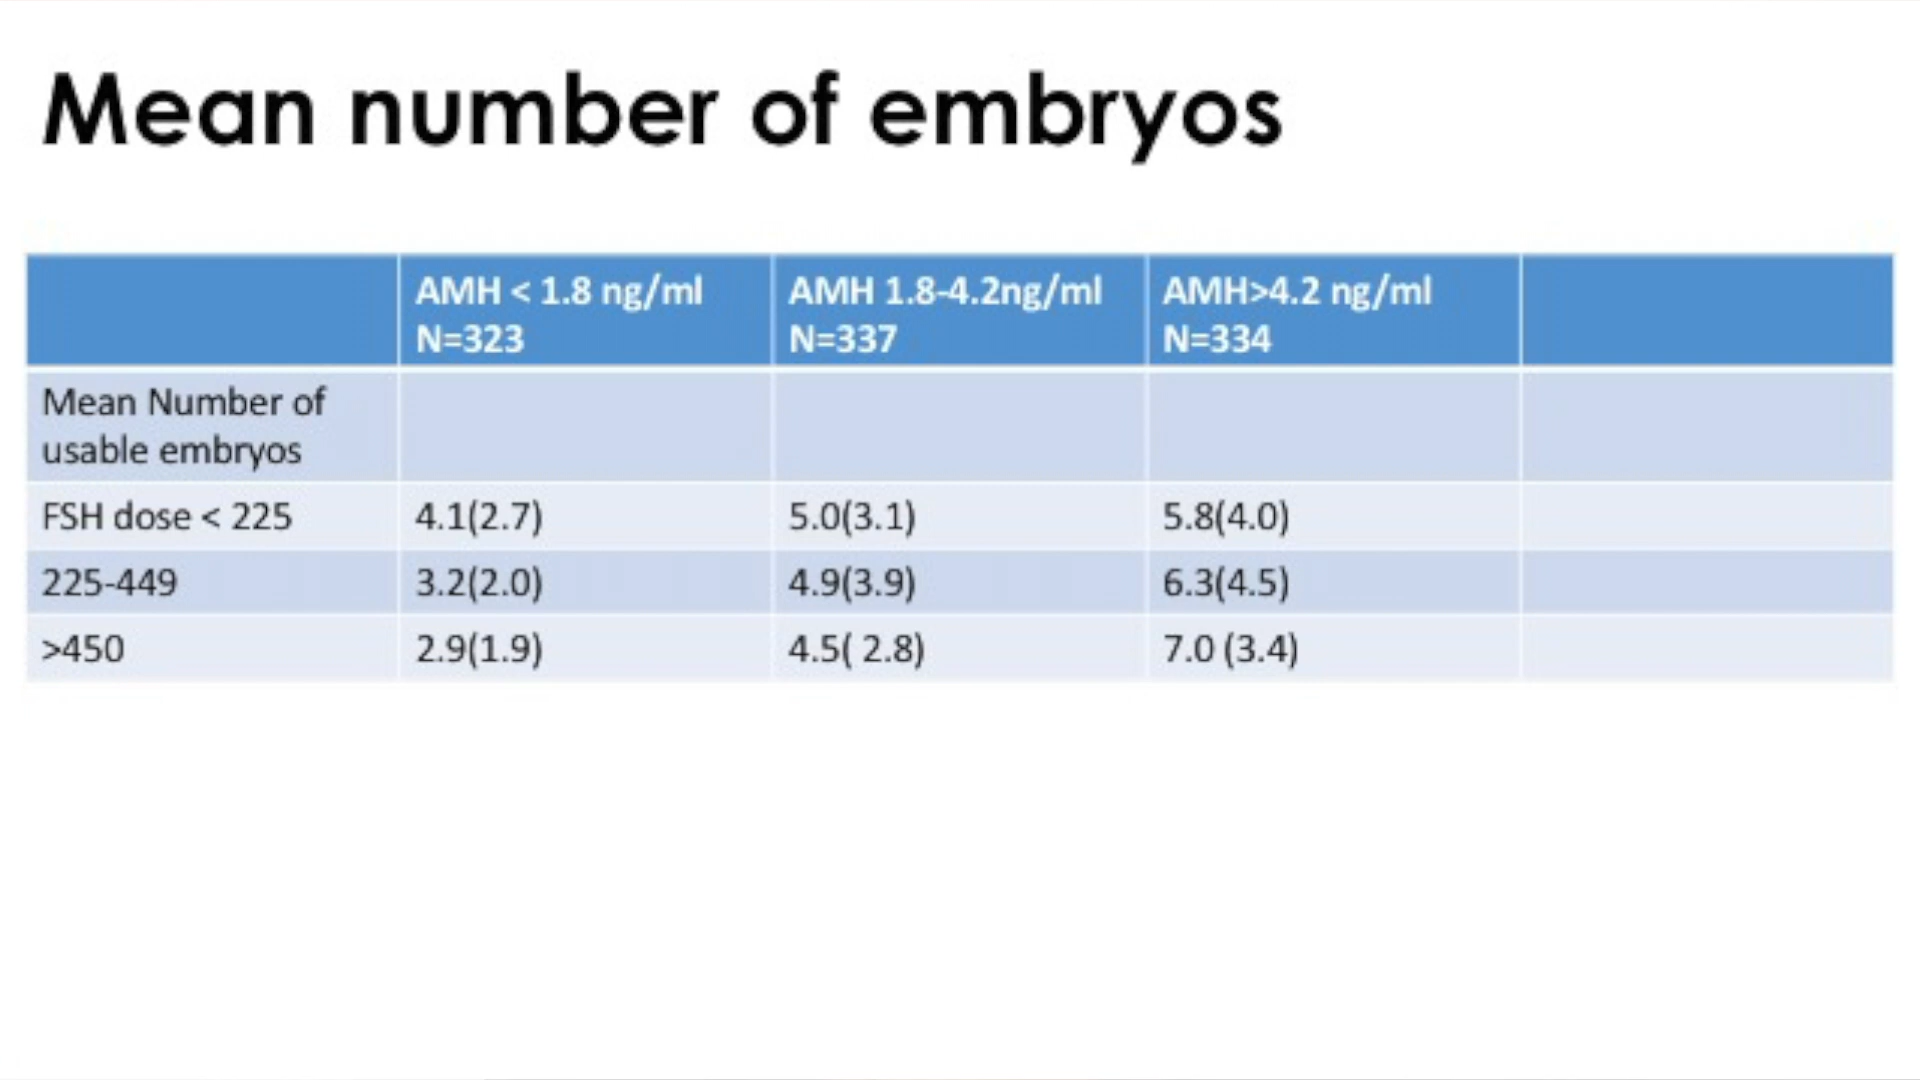 Mean number of embryos
AMH < 1.8 ng/ml
N=323
AMH 1.8-4.2ng/ml
N=337
AMH>4.2 ng/ml
N=334
Mean Number of
usable embryos
FSH dose < 225 4.1(2.7) 5.0(3.1) 5.8(4.0)
225-449 3.2(2.0) 4.9(3.9) 6.3(4.5)
>450 2.9(1.9) 4.5( 2.8) 7.0 (3.4)